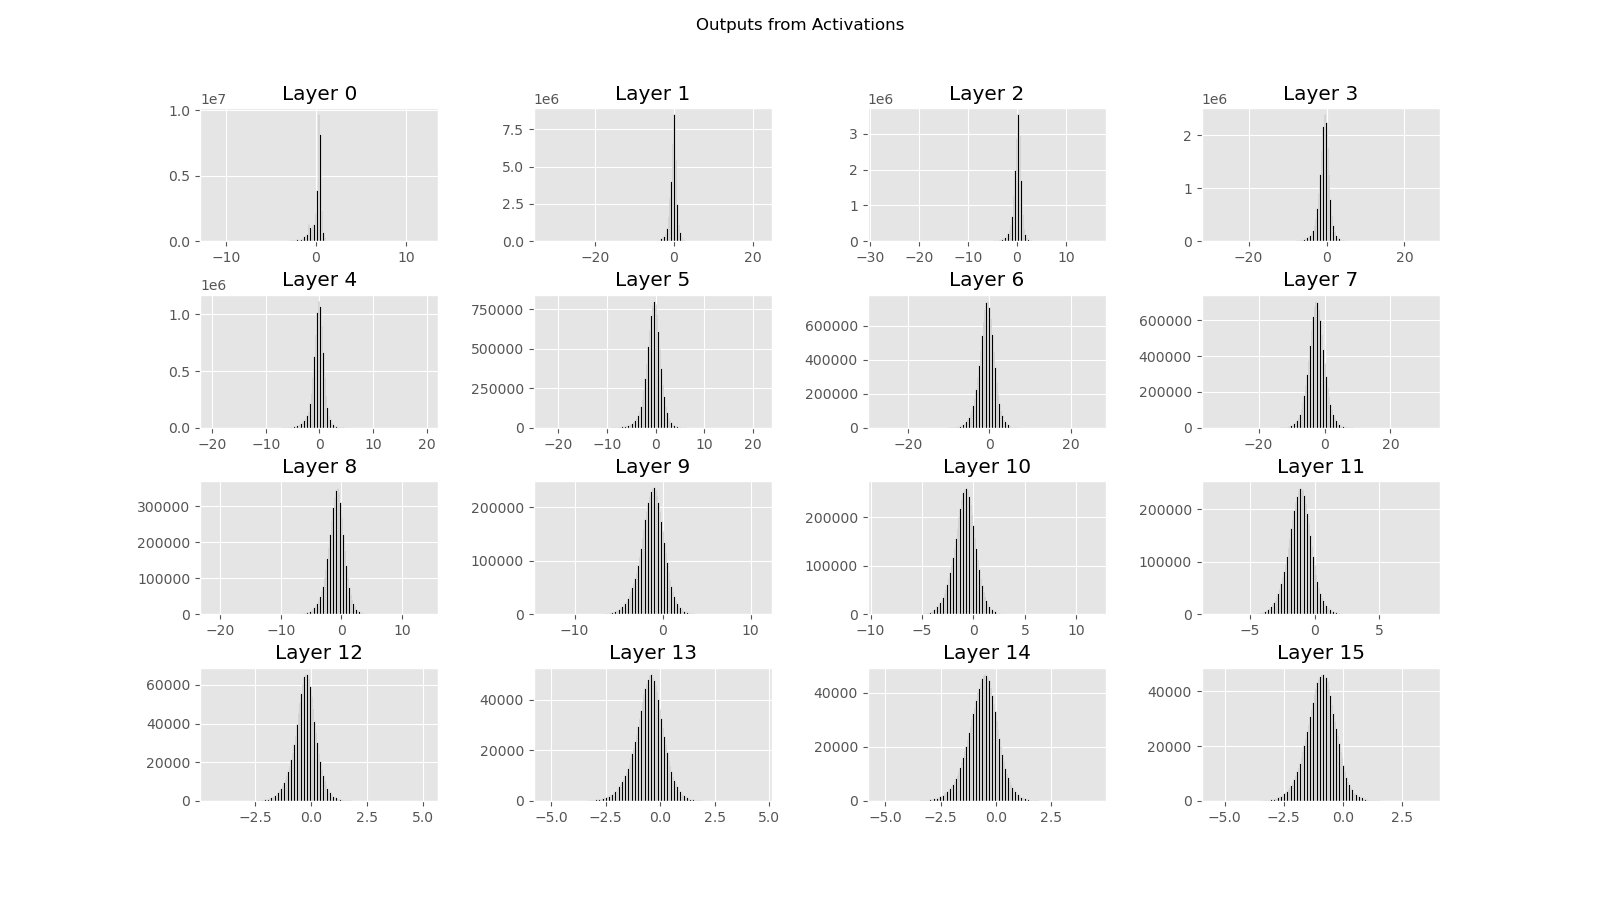 Outputs from Activations
Layer 0 Layer 1 Layer 2 Layer 3
1e7 1e6 1e6 1e6
1.0 0.5 0.0
7.5 5.0 2.5 0.0
3 2 1 0
2 1 0
−10 0 10
−20 0 20
−30 −20 −10 0 10
−20 0 20
Layer 4 Layer 5 Layer 6 Layer 7
1e6
1.0 0.5 0.0
750000 500000 250000 0
600000 400000 200000 0
600000 400000 200000 0
−20 −10 0 10 20
−20 −10 0 10 20
−20 0 20
−20 0 20
Layer 8 Layer 9 Layer 10 Layer 11
300000 200000 100000 0
200000 100000 0
200000 100000 0
200000 100000 0
−20 −10 0 10
−10 0 10
−10 −5 0 5 10
−5 0 5
Layer 12 Layer 13 Layer 14 Layer 15
60000 40000 20000 0
40000 20000 0
40000 20000 0
40000 20000 0
−2.5 0.0 2.5 5.0
−5.0 −2.5 0.0 2.5 5.0
−5.0 −2.5 0.0 2.5
−5.0 −2.5 0.0 2.5